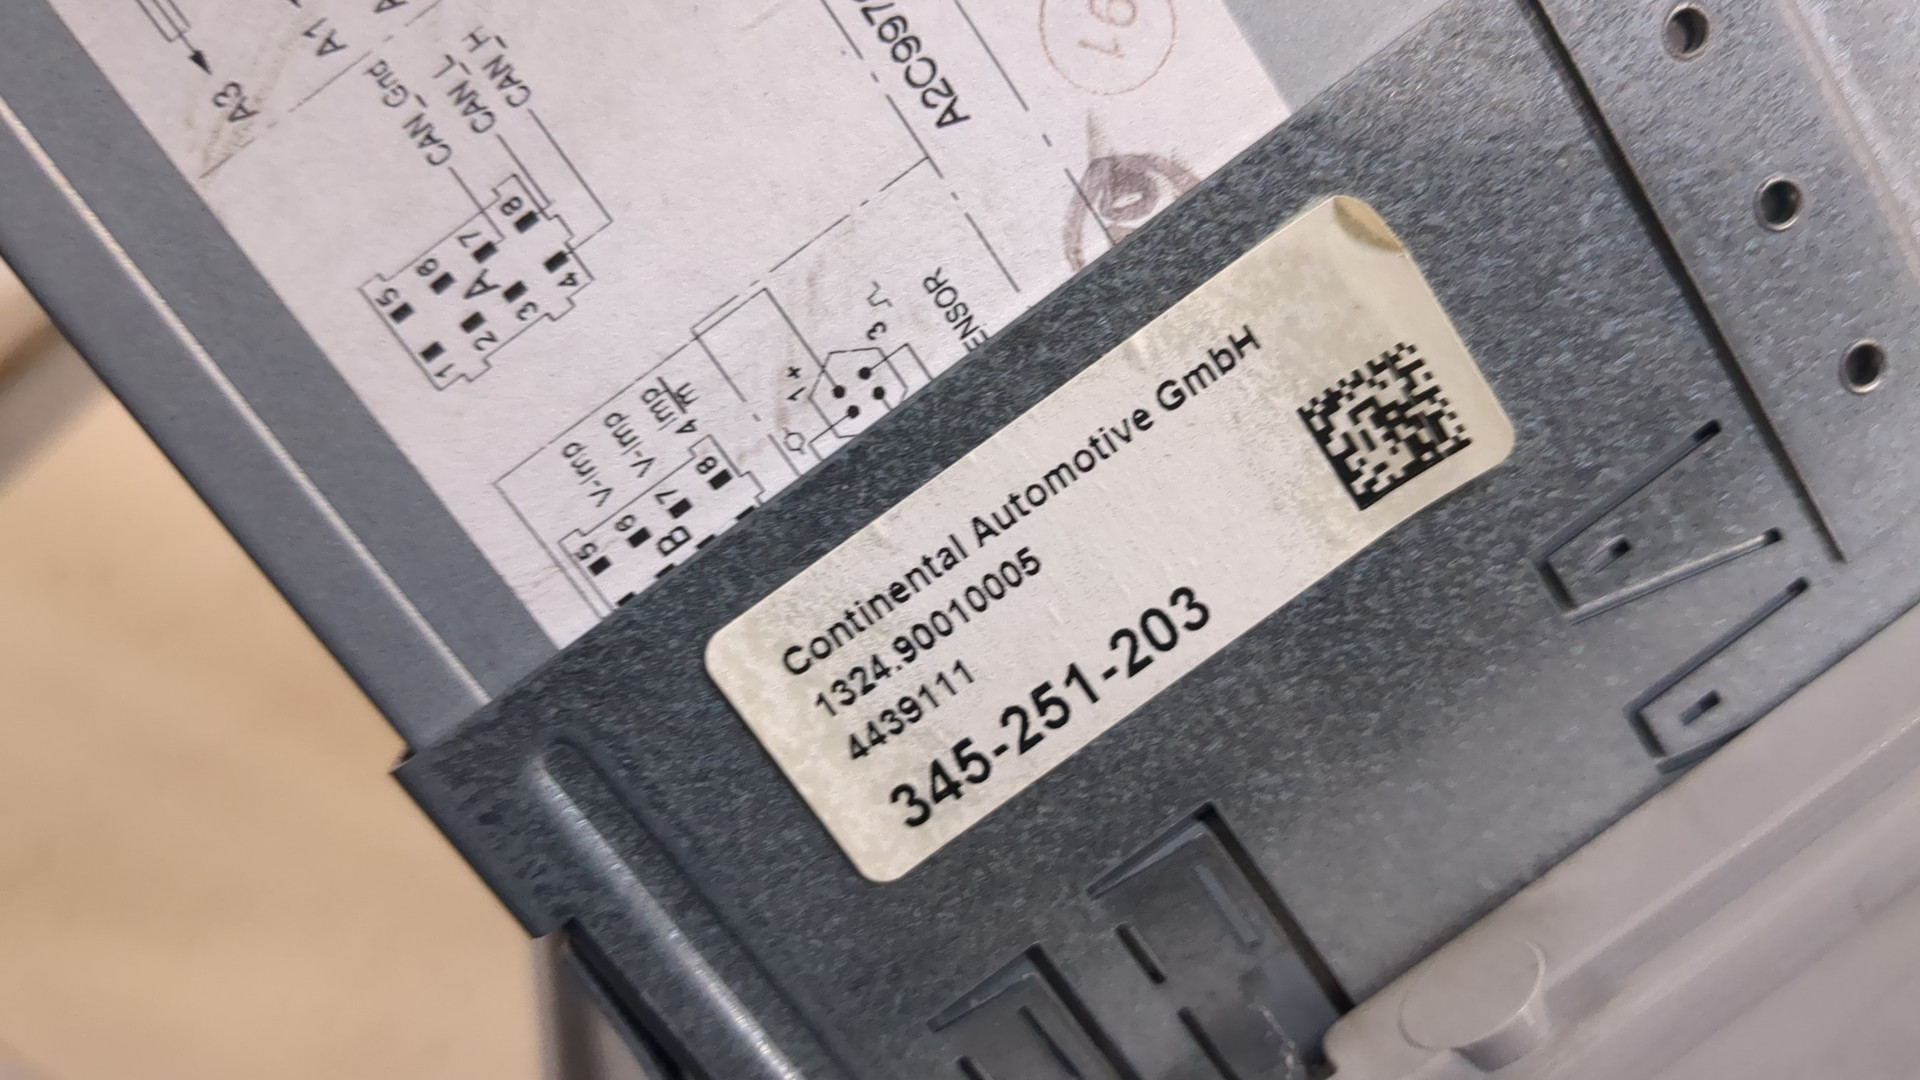 A3
A1
CAN_Gnd
CAN_L
CAN_H
5 6 7 8
A
1 2 3 4
V-Imp
V-Imp
4 Imp
m
5 6 7 8
B
1+
3
A2C997
91
Continental Automotive GmbH
1324.90010005
4439111
345-251-203